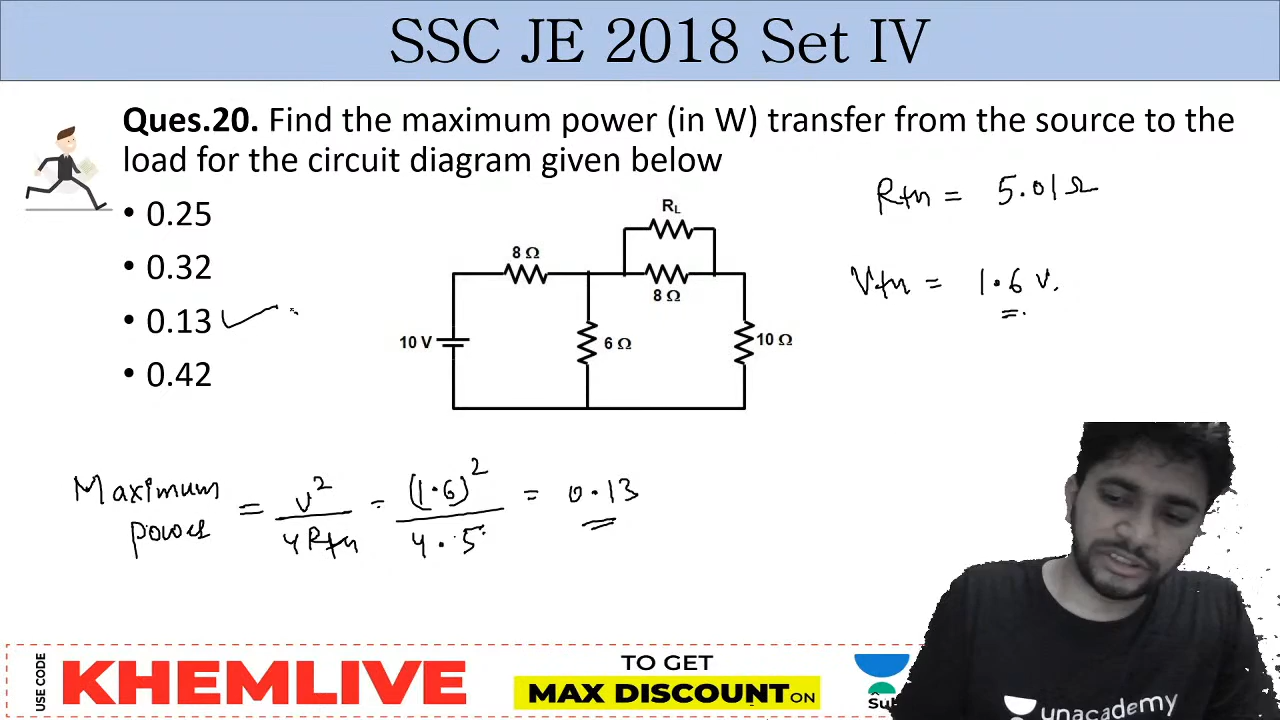 SSC JE 2018 Set IV
Ques.20. Find the maximum power (in W) transfer from the source to the
load for the circuit diagram given below
• 0.25
• 0.32
• 0.13
• 0.42
RL
8 Ω
8 Ω
10 V
6 Ω
10 Ω
Rth = 5.01Ω
Vth = 1.6 V.
Maximum power = V² / 4Rth = (1.6)² / 4.5 = 0.13
USE CODE
KHEMLIVE
TO GET
MAX DISCOUNT ON
unacademy